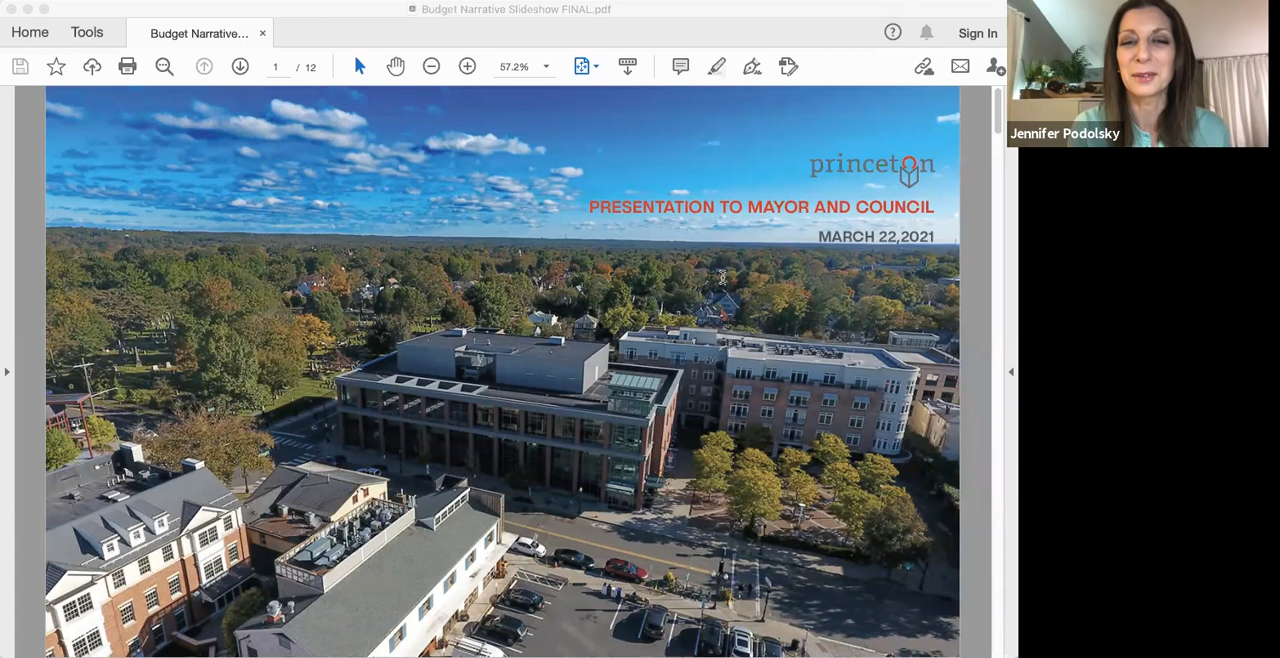 Budget Narrative Slideshow FINAL.pdf
Home
Tools
Budget Narrative...
×
Sign In
1 / 12
57.2%
Jennifer Podolsky
princeton
PRESENTATION TO MAYOR AND COUNCIL
MARCH 22,2021